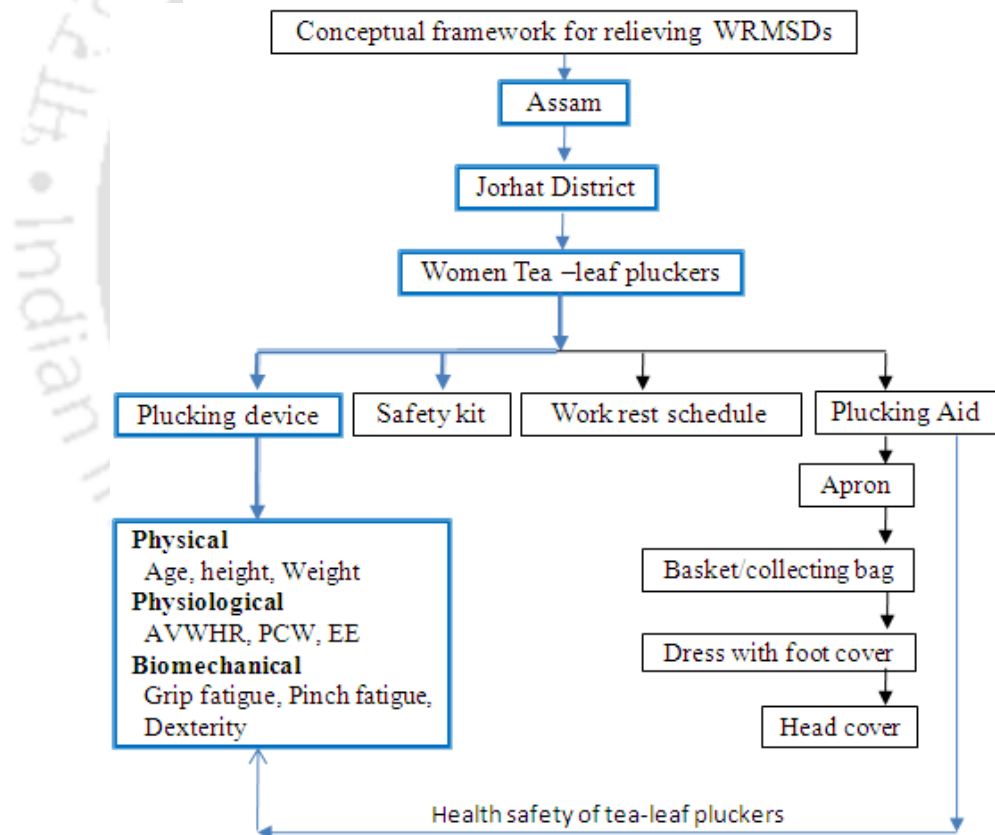 Conceptual framework for relieving WRMSDs
Assam
Jorhat District
Women Tea –leaf pluckers
Plucking device
Safety kit
Work rest schedule
Plucking Aid
Apron
Basket/collecting bag
Dress with foot cover
Head cover
Physical
Age, height, Weight
Physiological
AVWHR, PCW, EE
Biomechanical
Grip fatigue, Pinch fatigue,
Dexterity
Health safety of tea-leaf pluckers
Indian